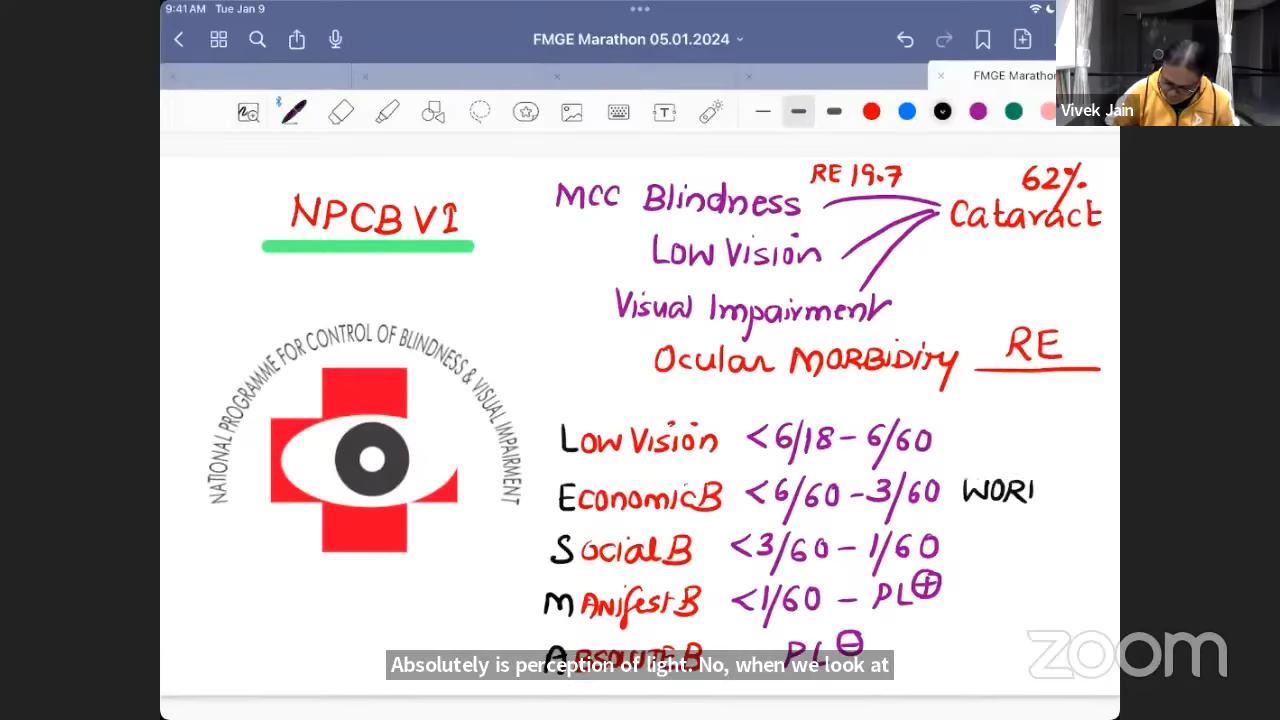 9:41 AM Tue Jan 9
FMGE Marathon 05.01.2024
FMGE Marathon
Vivek Jain
NPCBVI
RE 19.7
62%
MCC Blindness
Cataract
Low Vision
Visual Impairment
Ocular MORBIDITY RE
NATIONAL PROGRAMME FOR CONTROL OF BLINDNESS & VISUAL IMPAIRMENT
Low Vision <6/18 - 6/60
Economic B <6/60 - 3/60 WORI
Social B <3/60 - 1/60
MAnifest B <1/60 - PL +
Absolute B PL -
Absolutely is perception of light. No, when we look at
zoom